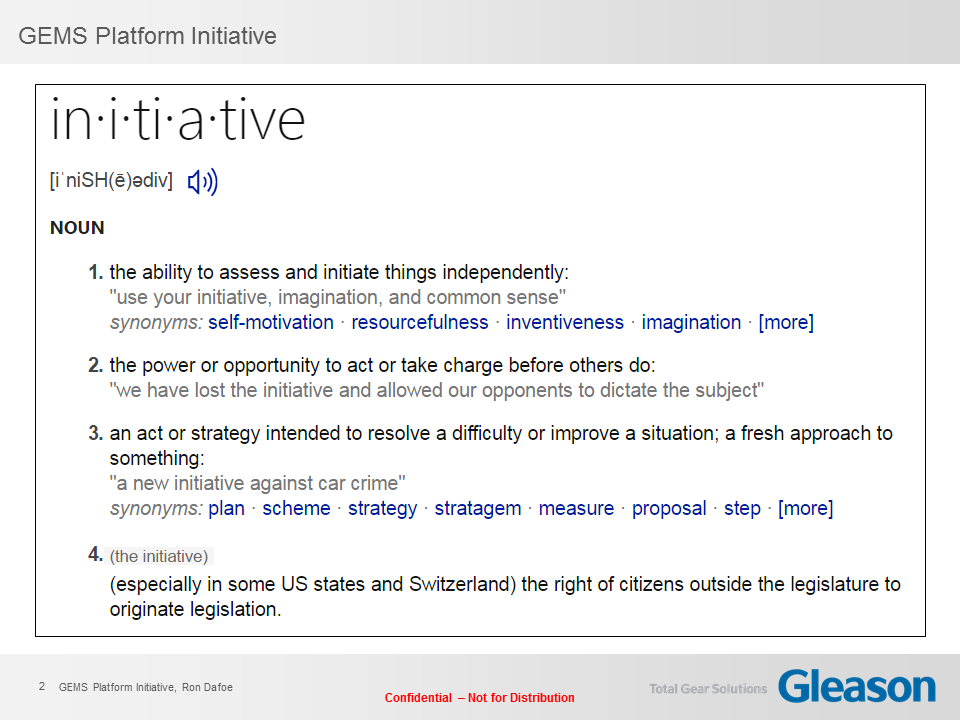 GEMS Platform Initiative
in·i·ti·a·tive
[iˈniSH(ē)ədiv]
NOUN
1. the ability to assess and initiate things independently:
"use your initiative, imagination, and common sense"
synonyms: self-motivation · resourcefulness · inventiveness · imagination · [more]
2. the power or opportunity to act or take charge before others do:
"we have lost the initiative and allowed our opponents to dictate the subject"
3. an act or strategy intended to resolve a difficulty or improve a situation; a fresh approach to
something:
"a new initiative against car crime"
synonyms: plan · scheme · strategy · stratagem · measure · proposal · step · [more]
4. (the initiative)
(especially in some US states and Switzerland) the right of citizens outside the legislature to
originate legislation.
2 GEMS Platform Initiative, Ron Dafoe
Confidential – Not for Distribution
Total Gear Solutions Gleason